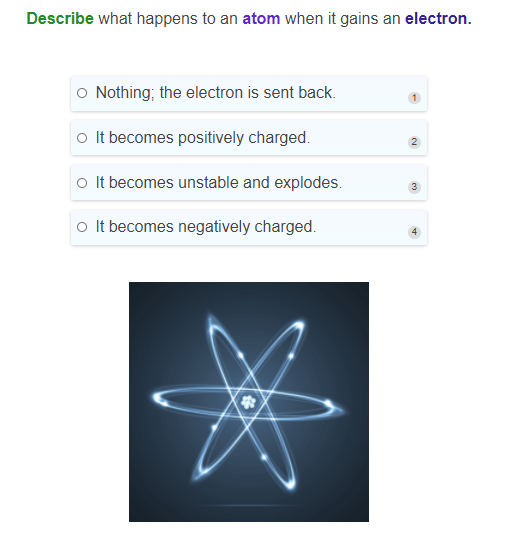 Describe what happens to an atom when it gains an electron.
Nothing; the electron is sent back. 1
It becomes positively charged. 2
It becomes unstable and explodes. 3
It becomes negatively charged. 4